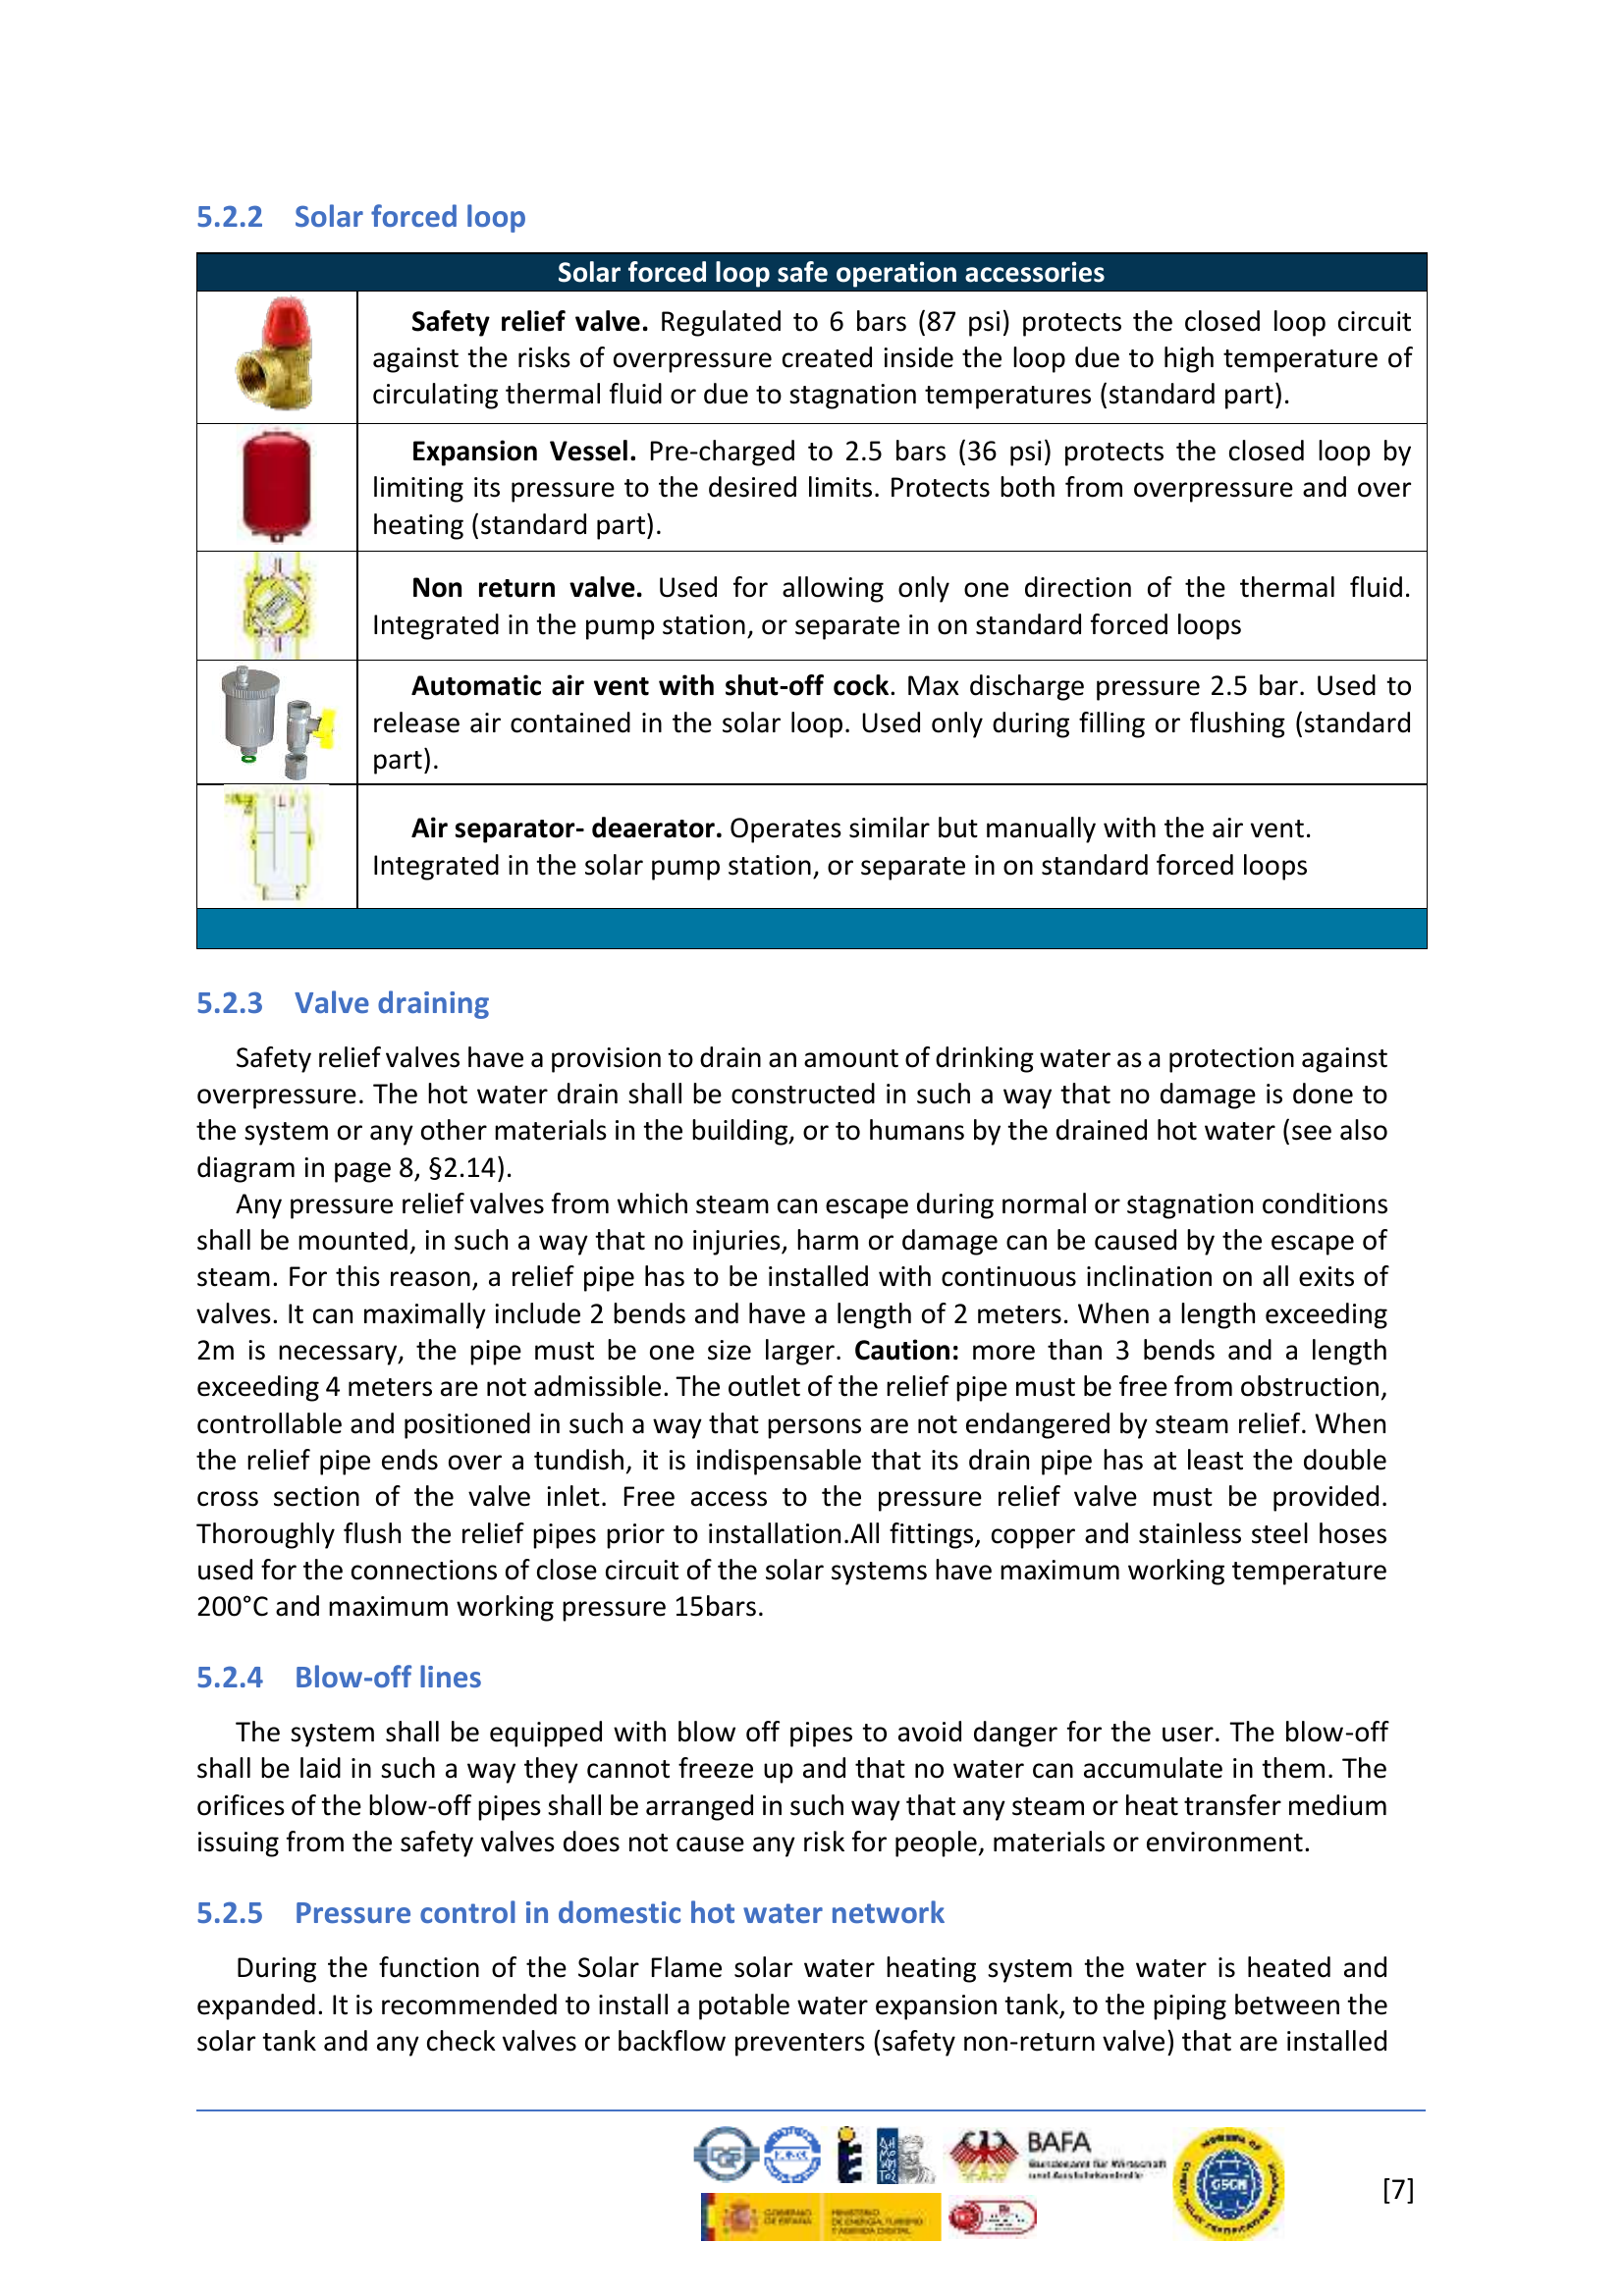 5.2.2 Solar forced loop
Solar forced loop safe operation accessories
Safety relief valve. Regulated to 6 bars (87 psi) protects the closed loop circuit
against the risks of overpressure created inside the loop due to high temperature of
circulating thermal fluid or due to stagnation temperatures (standard part).
Expansion Vessel. Pre-charged to 2.5 bars (36 psi) protects the closed loop by
limiting its pressure to the desired limits. Protects both from overpressure and over
heating (standard part).
Non return valve. Used for allowing only one direction of the thermal fluid.
Integrated in the pump station, or separate in on standard forced loops
Automatic air vent with shut-off cock. Max discharge pressure 2.5 bar. Used to
release air contained in the solar loop. Used only during filling or flushing (standard
part).
Air separator- deaerator. Operates similar but manually with the air vent.
Integrated in the solar pump station, or separate in on standard forced loops
5.2.3 Valve draining
Safety relief valves have a provision to drain an amount of drinking water as a protection against
overpressure. The hot water drain shall be constructed in such a way that no damage is done to
the system or any other materials in the building, or to humans by the drained hot water (see also
diagram in page 8, §2.14).
Any pressure relief valves from which steam can escape during normal or stagnation conditions
shall be mounted, in such a way that no injuries, harm or damage can be caused by the escape of
steam. For this reason, a relief pipe has to be installed with continuous inclination on all exits of
valves. It can maximally include 2 bends and have a length of 2 meters. When a length exceeding
2m is necessary, the pipe must be one size larger. Caution: more than 3 bends and a length
exceeding 4 meters are not admissible. The outlet of the relief pipe must be free from obstruction,
controllable and positioned in such a way that persons are not endangered by steam relief. When
the relief pipe ends over a tundish, it is indispensable that its drain pipe has at least the double
cross section of the valve inlet. Free access to the pressure relief valve must be provided.
Thoroughly flush the relief pipes prior to installation.All fittings, copper and stainless steel hoses
used for the connections of close circuit of the solar systems have maximum working temperature
200°C and maximum working pressure 15bars.
5.2.4 Blow-off lines
The system shall be equipped with blow off pipes to avoid danger for the user. The blow-off
shall be laid in such a way they cannot freeze up and that no water can accumulate in them. The
orifices of the blow-off pipes shall be arranged in such way that any steam or heat transfer medium
issuing from the safety valves does not cause any risk for people, materials or environment.
5.2.5 Pressure control in domestic hot water network
During the function of the Solar Flame solar water heating system the water is heated and
expanded. It is recommended to install a potable water expansion tank, to the piping between the
solar tank and any check valves or backflow preventers (safety non-return valve) that are installed
BAFA
Bundesamt für Wirtschaft
und Ausfuhrkontrolle
GSCN
[7]